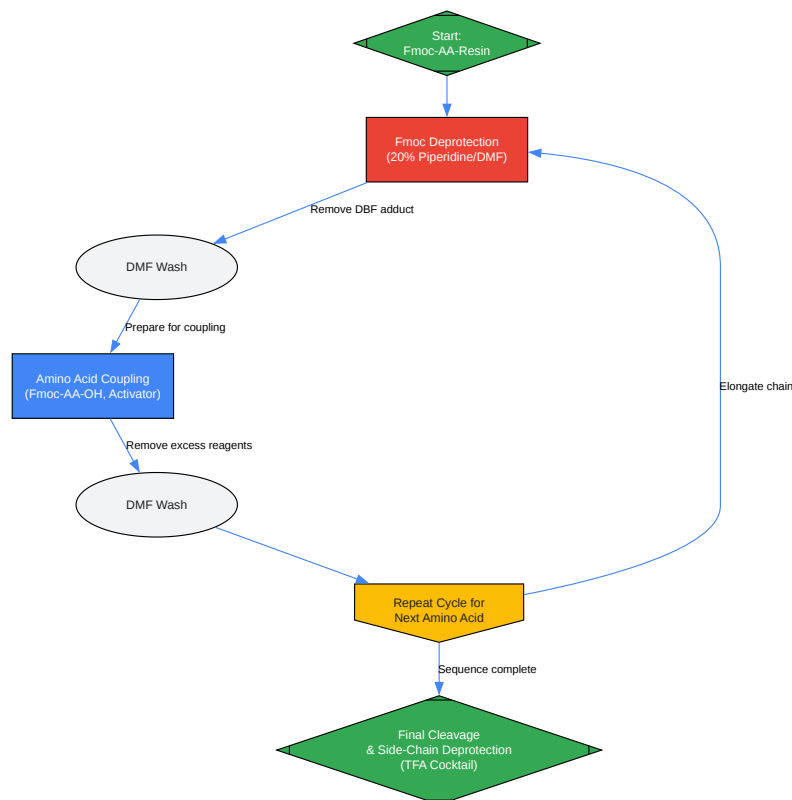 Start:
Fmoc-AA-Resin
Fmoc Deprotection
(20% Piperidine/DMF)
Remove DBF adduct
DMF Wash
Prepare for coupling
Amino Acid Coupling
(Fmoc-AA-OH, Activator)
Elongate chain
Remove excess reagents
DMF Wash
Repeat Cycle for
Next Amino Acid
Sequence complete
Final Cleavage
& Side-Chain Deprotection
(TFA Cocktail)